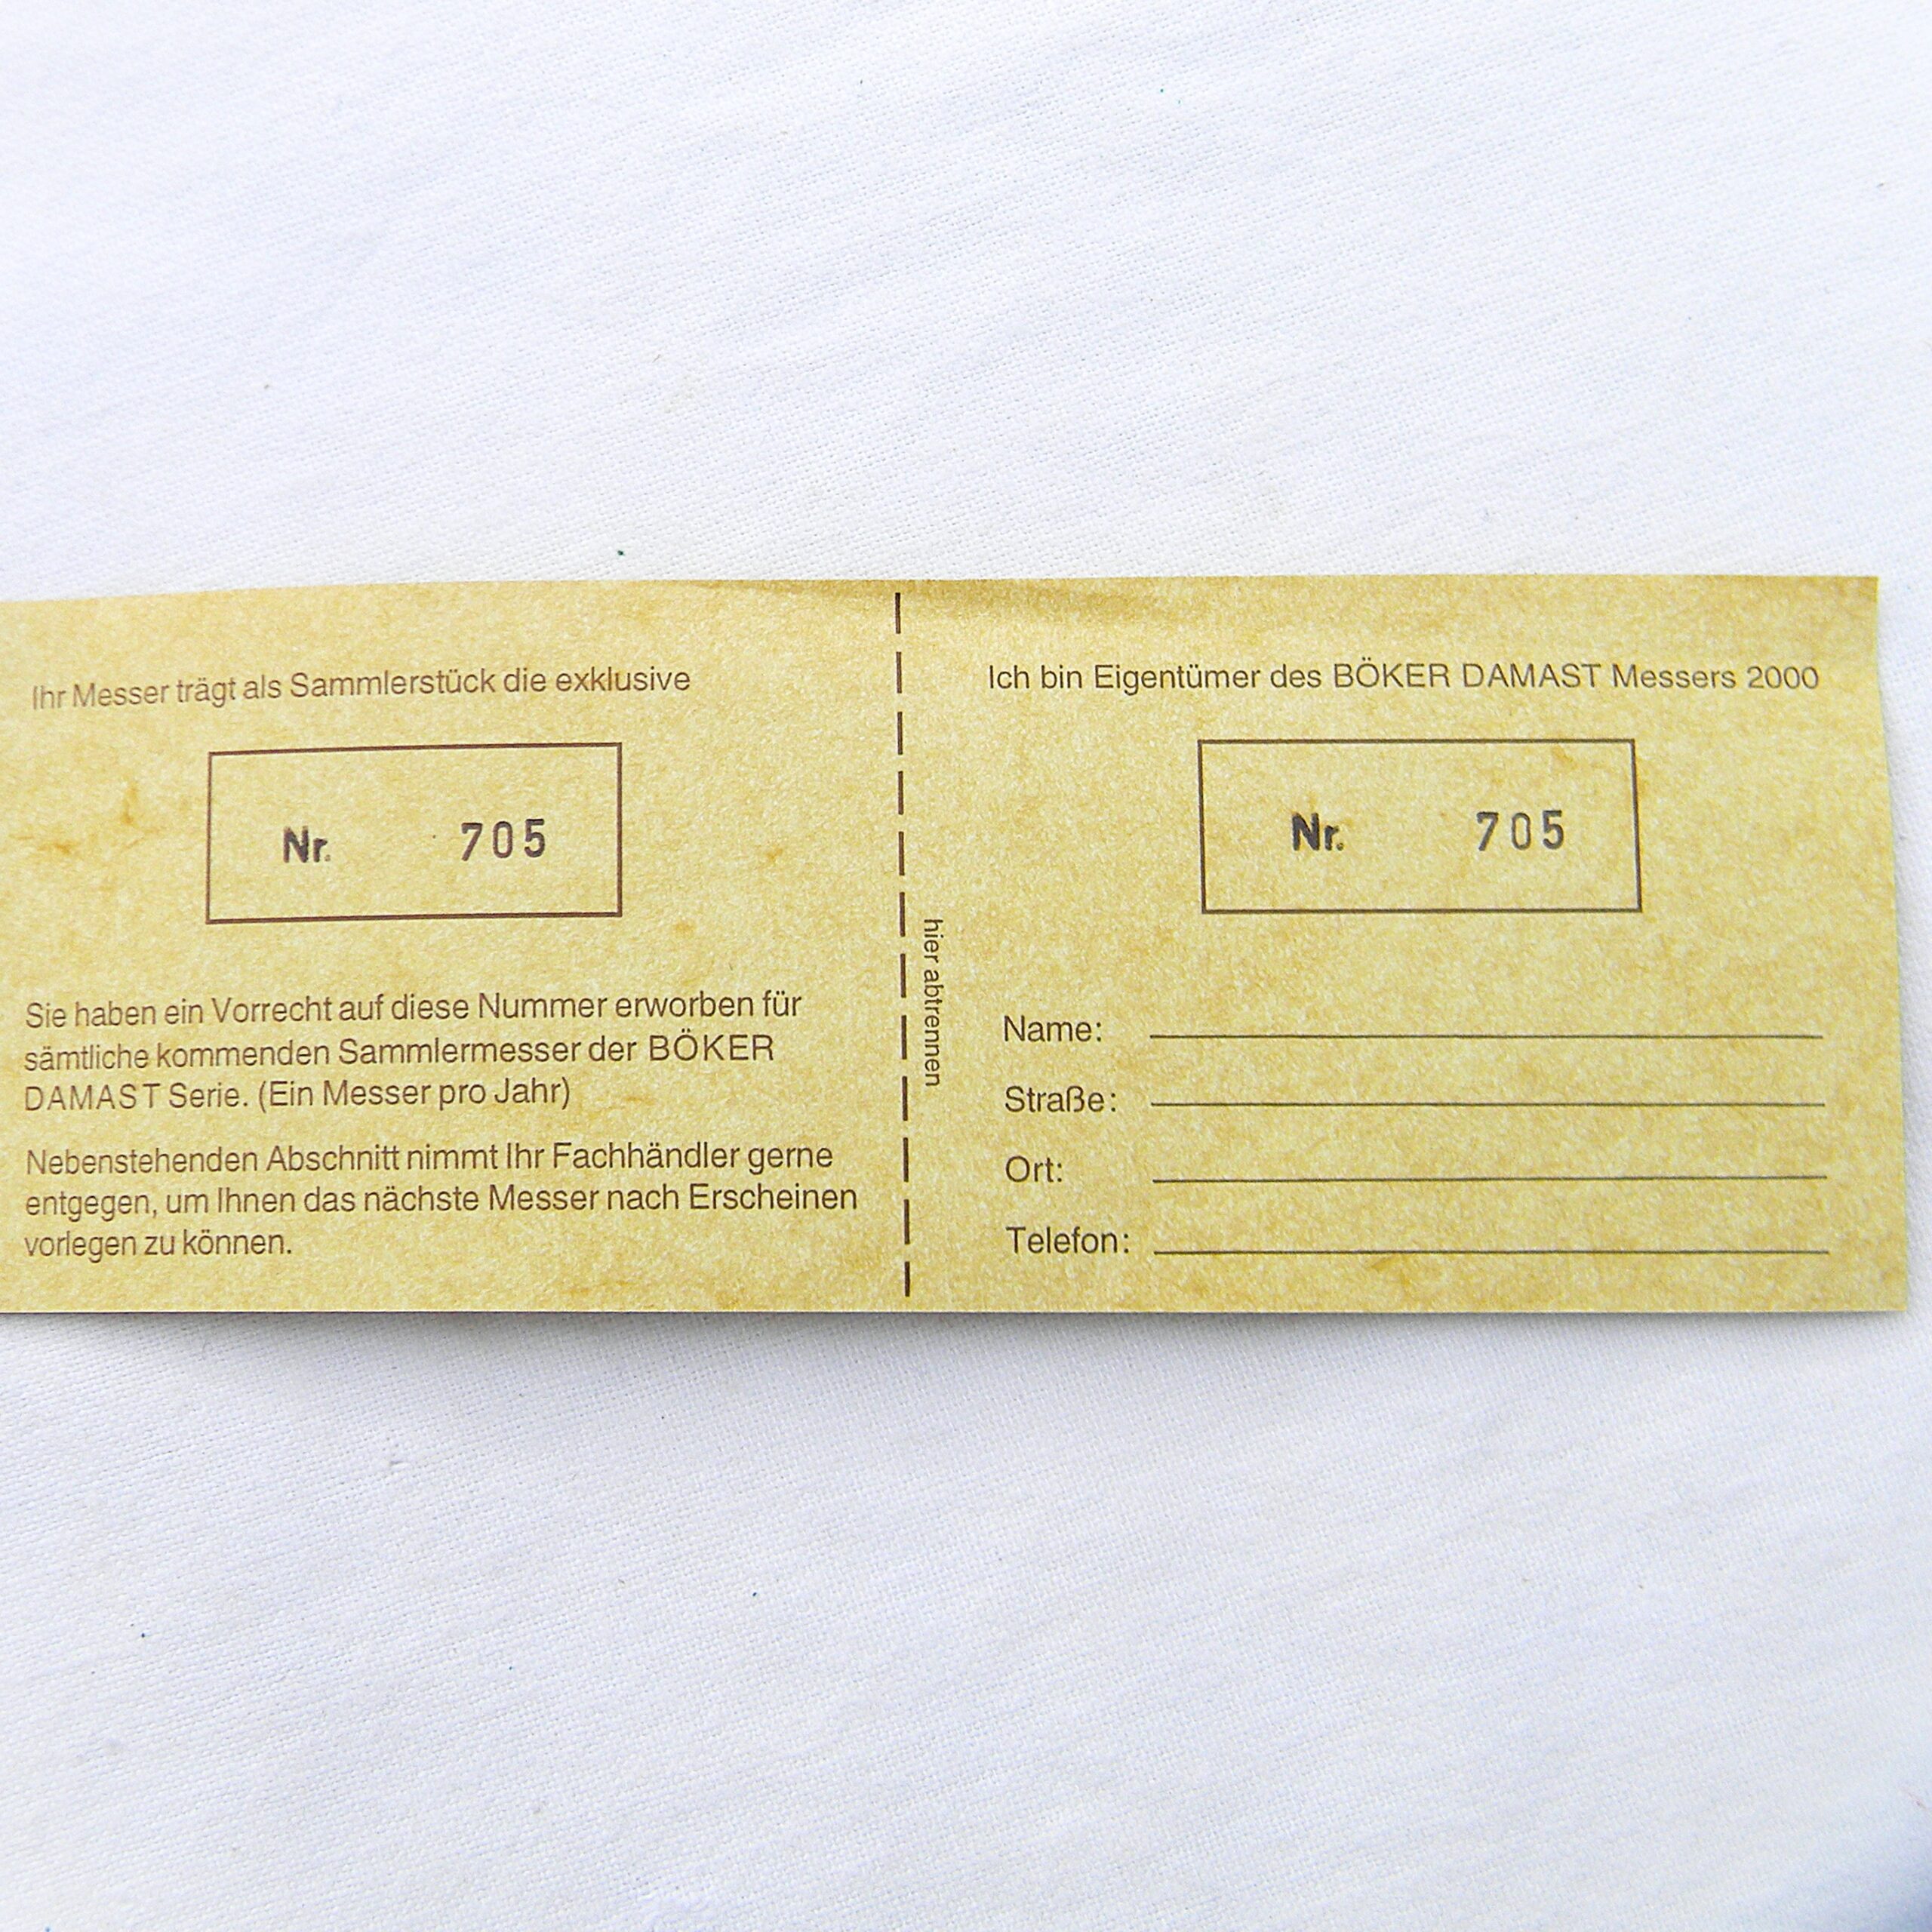 Ihr Messer trägt als Sammlerstück die exklusive
Nr. 705
Sie haben ein Vorrecht auf diese Nummer erworben für
sämtliche kommenden Sammlermesser der BÖKER
DAMAST Serie. (Ein Messer pro Jahr)
Nebenstehenden Abschnitt nimmt Ihr Fachhändler gerne
entgegen, um Ihnen das nächste Messer nach Erscheinen
vorlegen zu können.
hier abtrennen
Ich bin Eigentümer des BÖKER DAMAST Messers 2000
Nr. 705
Name:
Straße:
Ort:
Telefon: